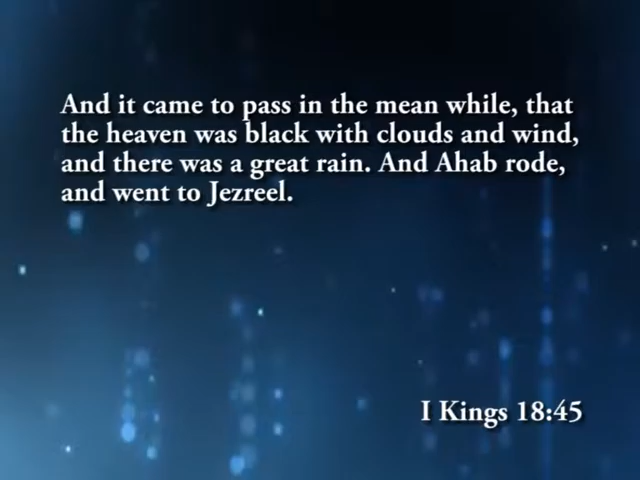 And it came to pass in the mean while, that
the heaven was black with clouds and wind,
and there was a great rain. And Ahab rode,
and went to Jezreel.
I Kings 18:45